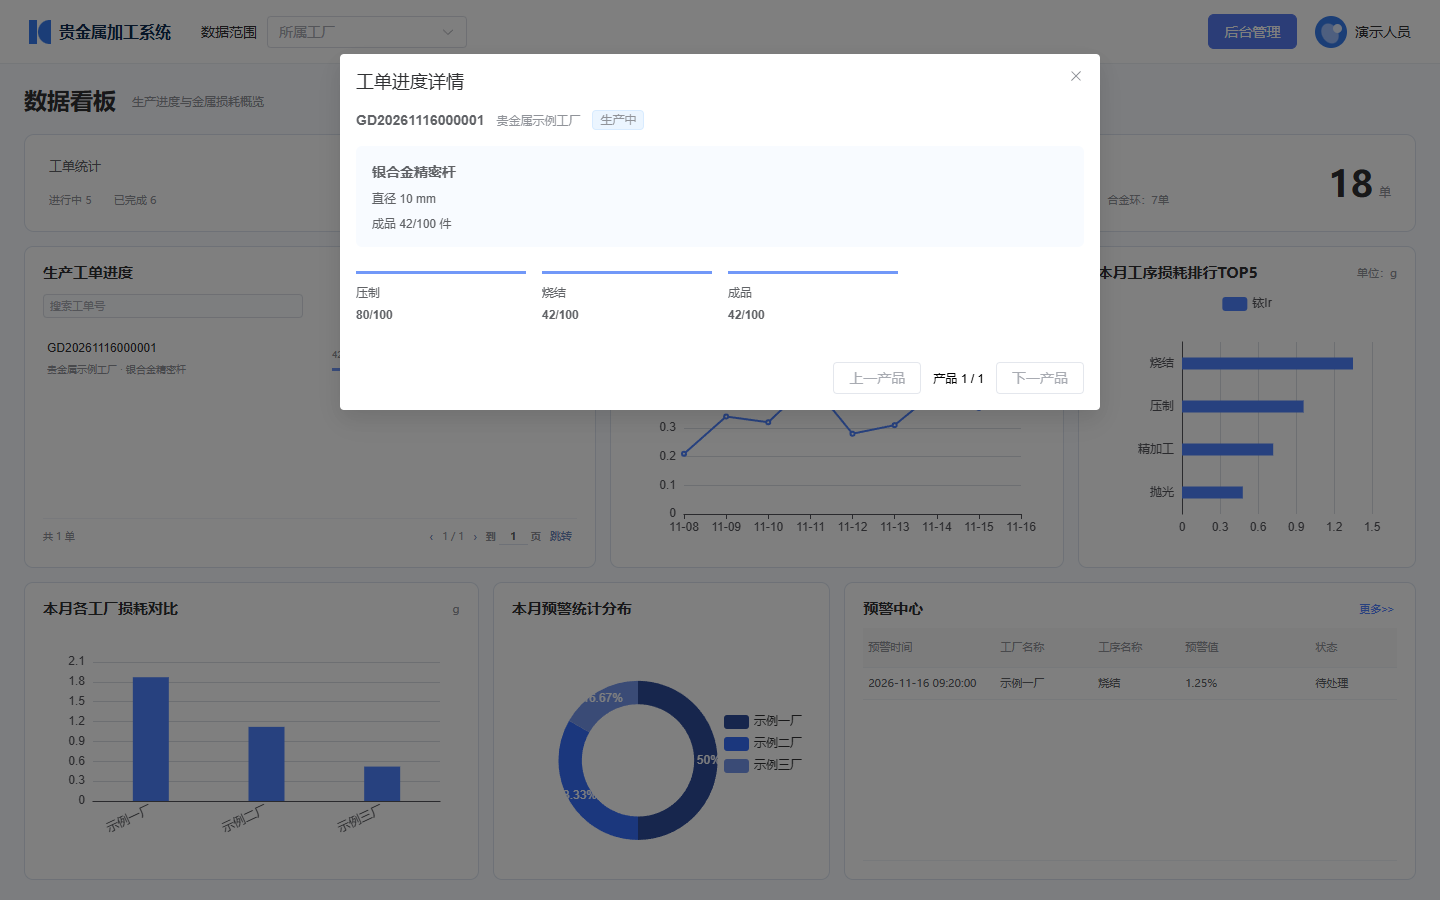 贵金属加工系统
数据范围
所属工厂
后台管理
演示人员
数据看板
生产进度与金属损耗概览
工单统计
进行中 5
已完成 6
合金环：7单
18 单
工单进度详情
GD20261116000001
贵金属示例工厂
生产中
银合金精密杆
直径 10 mm
成品 42/100 件
压制
80/100
烧结
42/100
成品
42/100
上一产品
产品 1 / 1
下一产品
生产工单进度
搜索工单号
GD20261116000001
贵金属示例工厂 · 银合金精密杆
共 1 单
‹ 1 / 1 › 到 1 页 跳转
0.3
0.2
0.1
0
11-08 11-09 11-10 11-11 11-12 11-13 11-14 11-15 11-16
本月工序损耗排行TOP5
单位：g
铱Ir
烧结
压制
精加工
抛光
0 0.3 0.6 0.9 1.2 1.5
本月各工厂损耗对比
g
2.1
1.8
1.5
1.2
0.9
0.6
0.3
0
示例一厂 示例二厂 示例三厂
本月预警统计分布
6.67%
50%
3.33%
示例一厂
示例二厂
示例三厂
预警中心
更多>>
预警时间 工厂名称 工序名称 预警值 状态
2026-11-16 09:20:00 示例一厂 烧结 1.25% 待处理